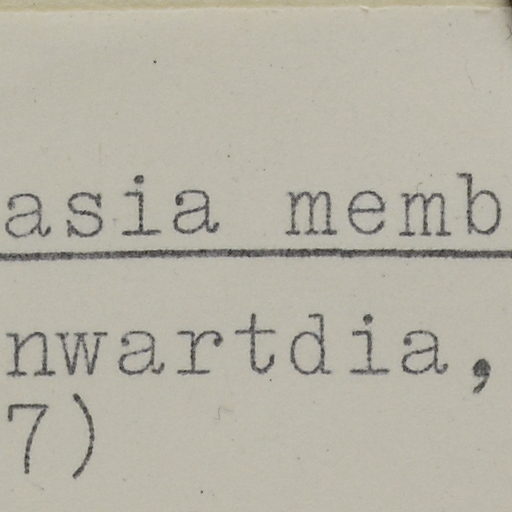 asia memb
nwartdia,
7)